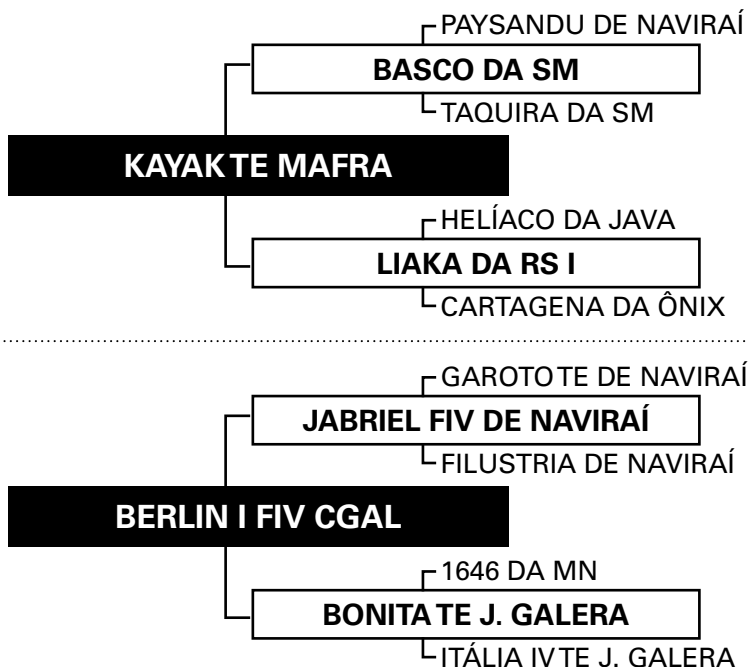 PAYSANDU DE NAVIRAÍ
BASCO DA SM
TAQUIRA DA SM
KAYAK TE MAFRA
HELÍACO DA JAVA
LIAKA DA RS I
CARTAGENA DA ÔNIX
GAROTO TE DE NAVIRAÍ
JABRIEL FIV DE NAVIRAÍ
FILUSTRIA DE NAVIRAÍ
BERLIN I FIV CGAL
1646 DA MN
BONITA TE J. GALERA
ITÁLIA IV TE J. GALERA